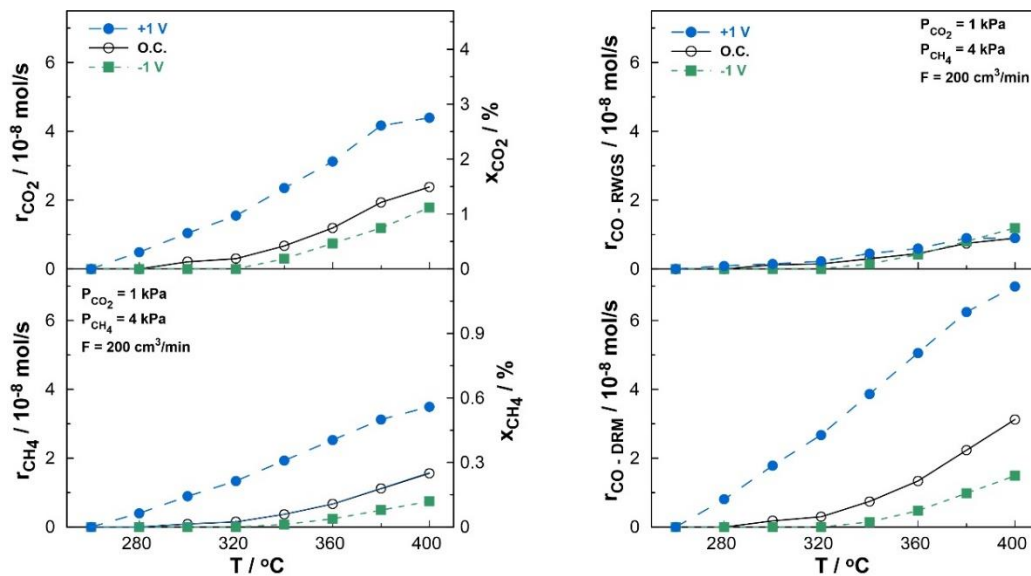 +1 V
O.C.
-1 V
r_CO2 / 10^-8 mol/s
6
4
2
0
x_CO2 / %
4
3
2
1
0
P_CO2 = 1 kPa
P_CH4 = 4 kPa
F = 200 cm^3/min
r_CH4 / 10^-8 mol/s
6
4
2
0
x_CH4 / %
0.9
0.6
0.3
0
280 320 360 400
T / °C
+1 V
O.C.
-1 V
P_CO2 = 1 kPa
P_CH4 = 4 kPa
F = 200 cm^3/min
r_CO - RWGS / 10^-8 mol/s
6
4
2
0
r_CO - DRM / 10^-8 mol/s
6
4
2
0
280 320 360 400
T / °C